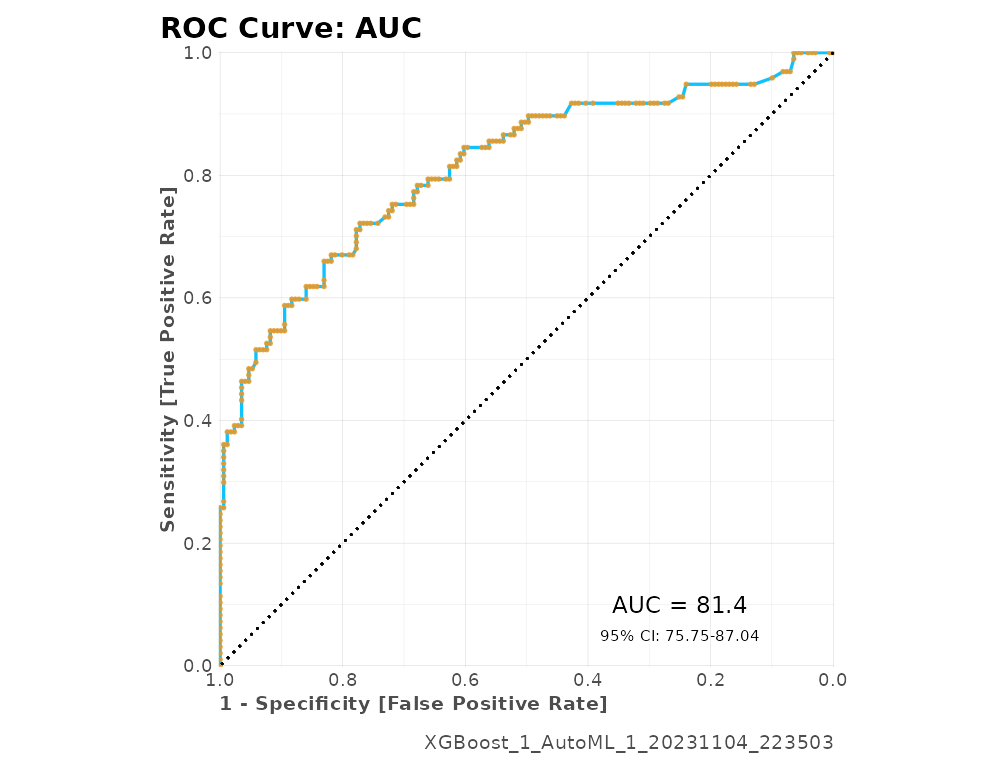 ROC Curve: AUC
Sensitivity [True Positive Rate]
1.0
0.8
0.6
0.4
0.2
0.0
AUC = 81.4
95% CI: 75.75-87.04
1.0 0.8 0.6 0.4 0.2 0.0
1 - Specificity [False Positive Rate]
XGBoost_1_AutoML_1_20231104_223503